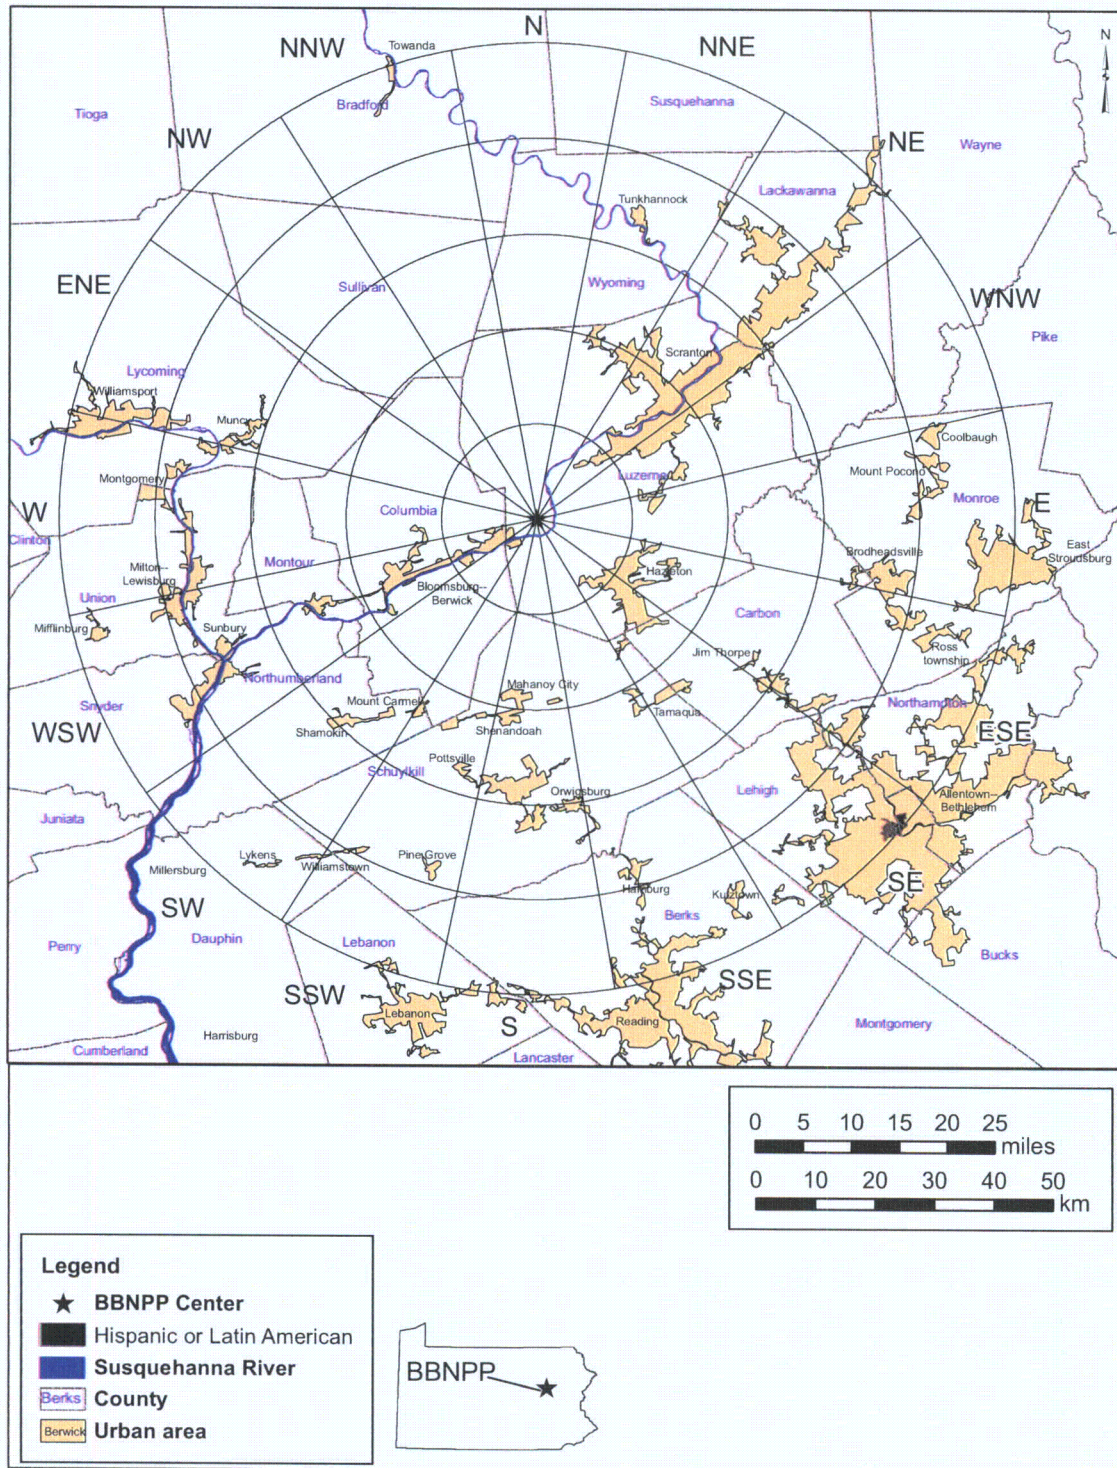 N
NNW
NNE
Towanda
N
Tioga
Bradford
Susquehanna
NW
NE
Wayne
Lackawanna
Tunkhannock
ENE
Sullivan
Wyoming
WNW
Pike
Lycoming
Scranton
Williamsport
Muncy
Coolbaugh
Montgomery
Luzerne
Mount Pocono
Monroe
W
Columbia
E
Clinton
East
Stroudsburg
Brodheadsville
Montour
Milton--
Lewisburg
Bloomsburg--
Berwick
Hazleton
Union
Carbon
Mifflinburg
Sunbury
Jim Thorpe
Ross
township
Northumberland
Mahanoy City
Snyder
Mount Carmel
Tamaqua
Northampton
WSW
Shamokin
Shenandoah
ESE
Pottsville
Schuylkill
Orwigsburg
Lehigh
Allentown--
Bethlehem
Juniata
Lykens
Williamstown
Pine Grove
Millersburg
Hamburg
Kutztown
SE
SW
Berks
Perry
Dauphin
Lebanon
Bucks
SSW
SSE
Lebanon
S
Reading
Montgomery
Harrisburg
Cumberland
Lancaster
0 5 10 15 20 25
miles
0 10 20 30 40 50
km
Legend
BBNPP Center
Hispanic or Latin American
Susquehanna River
Berks County
Berwick Urban area
BBNPP